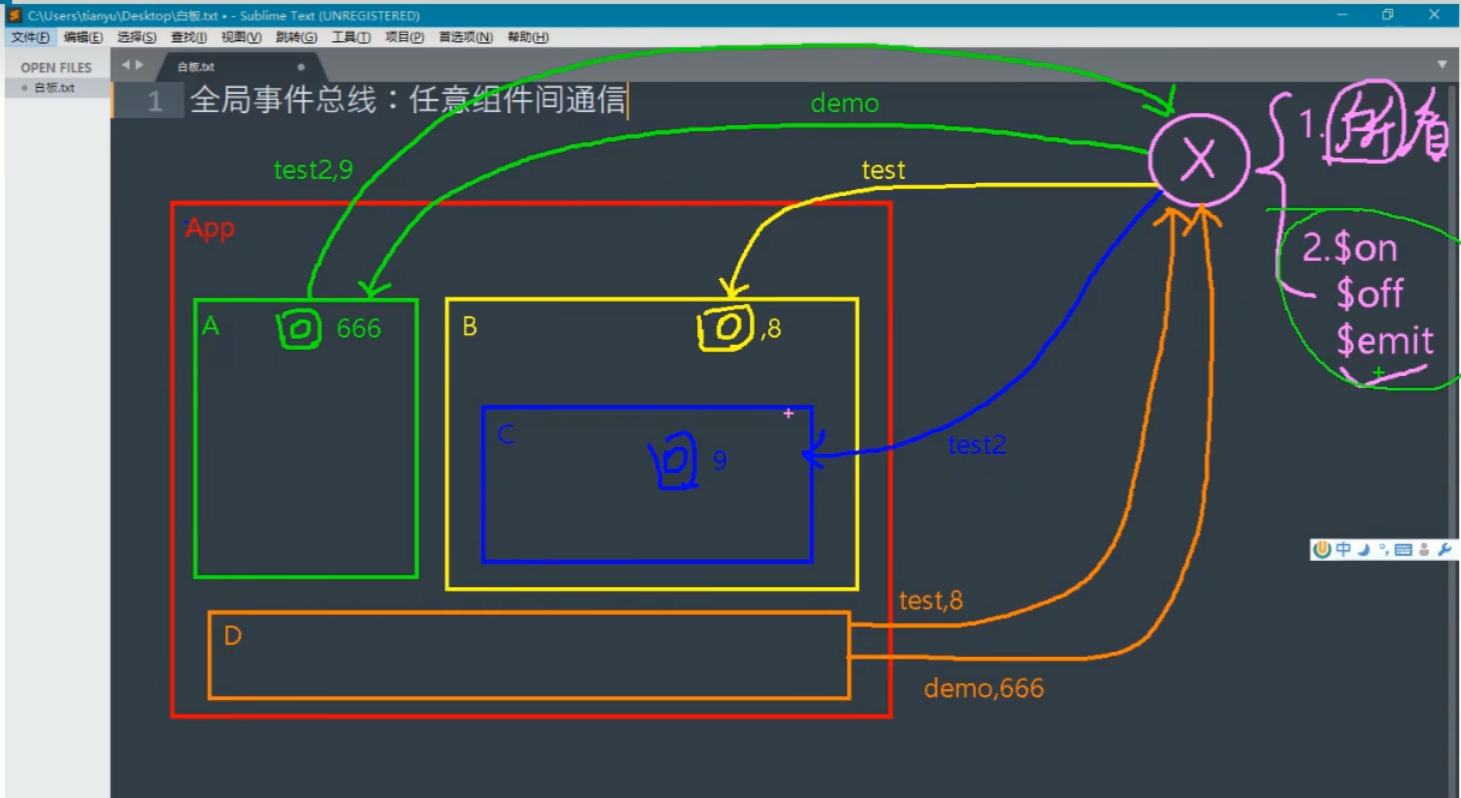 C:\Users\tianyu\Desktop\白板.txt • - Sublime Text (UNREGISTERED)
文件(F) 编辑(E) 选择(S) 查找(I) 视图(V) 跳转(G) 工具(T) 项目(P) 首选项(N) 帮助(H)
OPEN FILES
白板.txt
白板.txt
1 全局事件总线：任意组件间通信
demo
X
1.所有
test2,9
test
App
2.$on
$off
$emit
A
666
B
,8
C
9
test2
中
test,8
D
demo,666